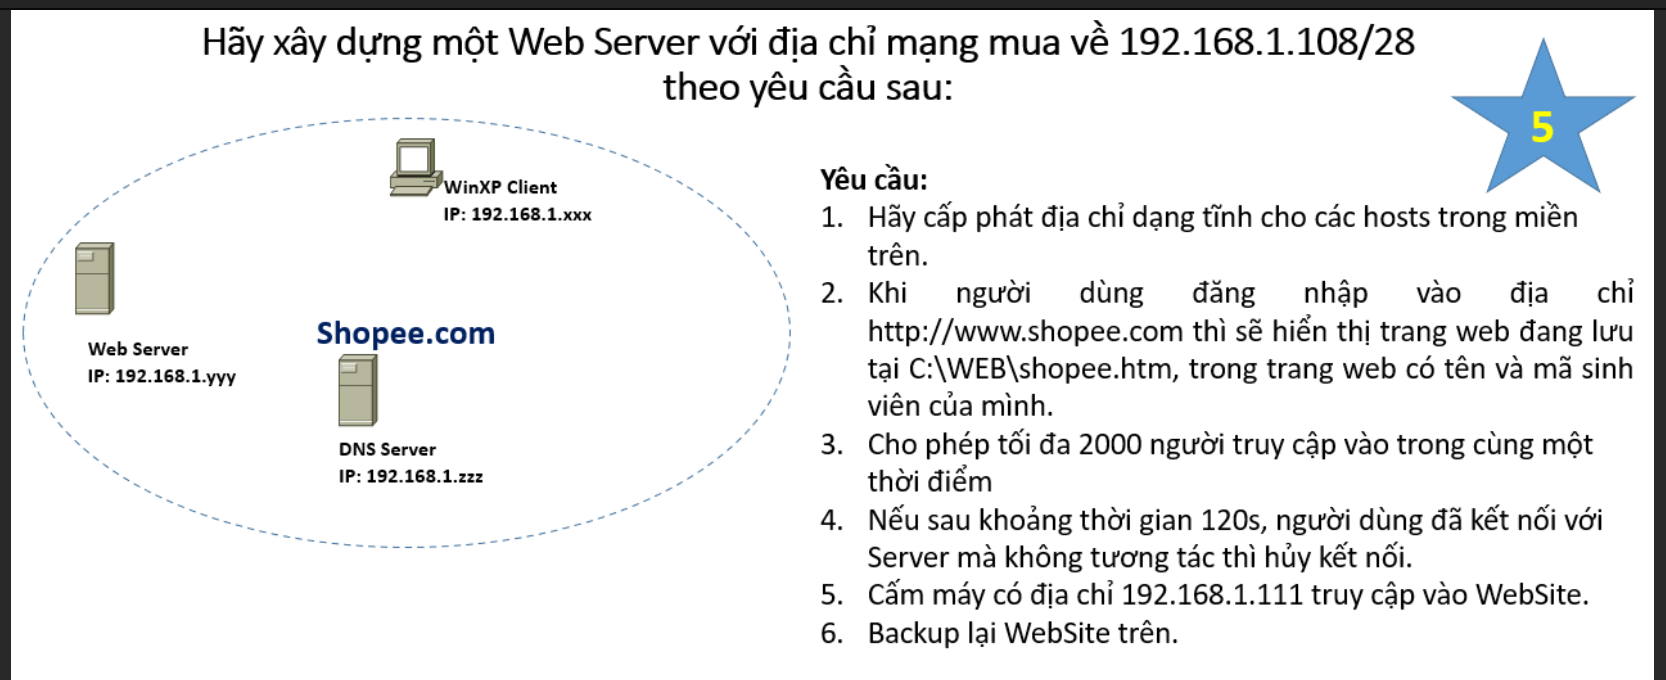 Hãy xây dựng một Web Server với địa chỉ mạng mua về 192.168.1.108/28
theo yêu cầu sau:
5
WinXP Client
IP: 192.168.1.xxx
Web Server
IP: 192.168.1.yyy
Shopee.com
DNS Server
IP: 192.168.1.zzz
Yêu cầu:
1. Hãy cấp phát địa chỉ dạng tĩnh cho các hosts trong miền
trên.
2. Khi người dùng đăng nhập vào địa chỉ
http://www.shopee.com thì sẽ hiển thị trang web đang lưu
tại C:\WEB\shopee.htm, trong trang web có tên và mã sinh
viên của mình.
3. Cho phép tối đa 2000 người truy cập vào trong cùng một
thời điểm
4. Nếu sau khoảng thời gian 120s, người dùng đã kết nối với
Server mà không tương tác thì hủy kết nối.
5. Cấm máy có địa chỉ 192.168.1.111 truy cập vào WebSite.
6. Backup lại WebSite trên.